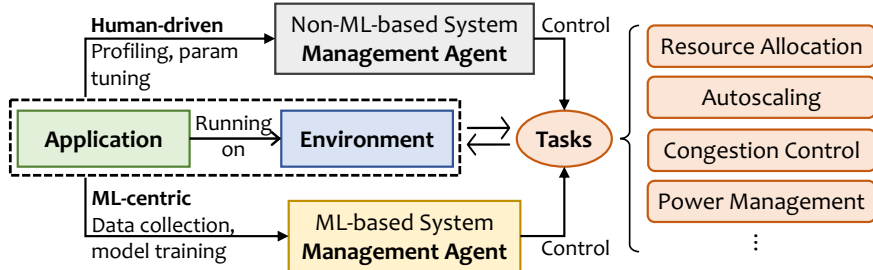 Human-driven
Profiling, param
tuning
Non-ML-based System
Management Agent
Control
Application
Running
on
Environment
Tasks
ML-centric
Data collection,
model training
ML-based System
Management Agent
Control
Resource Allocation
Autoscaling
Congestion Control
Power Management
⋮